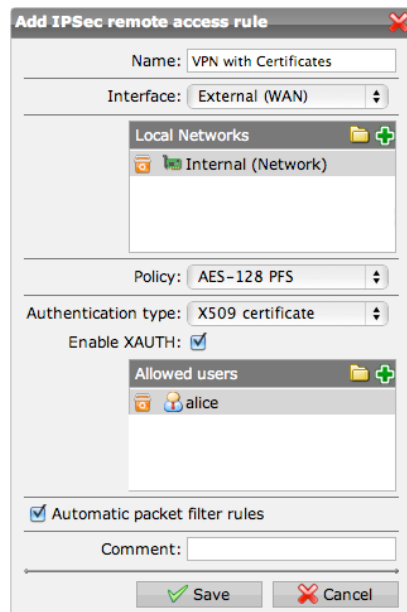 Add IPSec remote access rule
Name: VPN with Certificates
Interface: External (WAN)
Local Networks
Internal (Network)
Policy: AES-128 PFS
Authentication type: X509 certificate
Enable XAUTH:
Allowed users
alice
Automatic packet filter rules
Comment:
Save Cancel